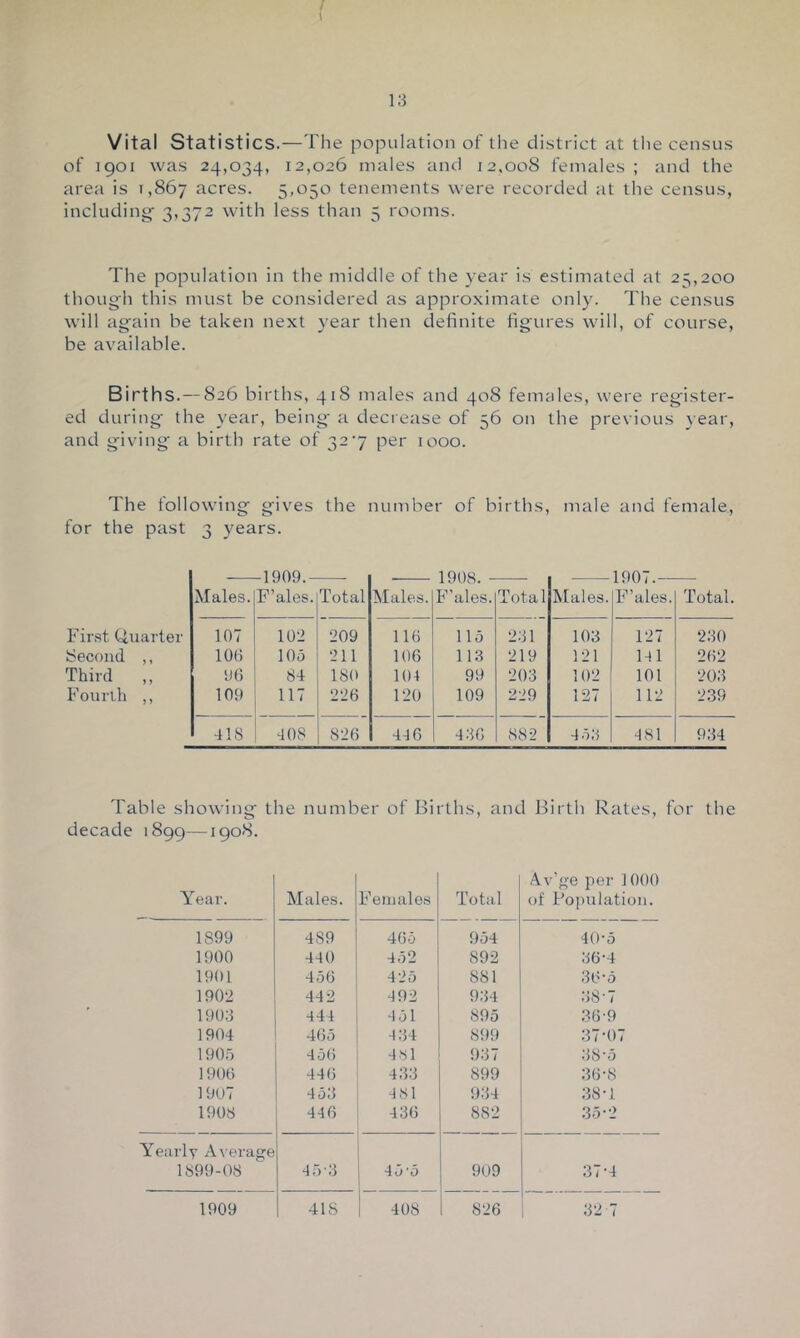 13
Vital Statistics.—The population of the district at the census
of 1901 was 24,034, 12,026 males and 12,008 females ; and the
area is 1,867 acres. 5,050 tenements were recorded at the census,
including 3,372 with less than 5 rooms.
The population in the middle of the year is estimated at 25,200
though this must be considered as approximate only. The census
will again be taken next year then definite figures will, of course,
be available.
Births.—826 births, 418 males and 408 females, were register-
ed during the year, being a decrease of 56 on the previous year,
and giving a birth rate of 32·7 per 1000.
The following gives the number of births, male and female,
for the past 3 years.
——1909.—— —— 1908. —— ——1907.——
Males. F'ales. Total Males. F'ales. Total Males. F'ales. Total.
First Quarter 107 102 209 116 115 231 103 127 230
Second ,, 106 105 211 106 113 219 121 141 262
Third ,, 96 84 180 104 99 203 102 101 203
Fourth ,, 109 117 226 120 109 229 127 112 239
418 408 826 446 436 882 453 481 934
Table showing the number of Births, and Birth Rates, for the
decade 1899—1908.
Year. Males. Females Total Av'ge per 1000 of Population.
1899 489 465 954 40·5
1900 440 452 892 36·4
1901 456 425 881 36·5
1902 442 492 934 38·7
1903 444 451 895 36·9
1904 465 434 899 37·07
1905 456 481 937 38·5
1906 446 433 899 36·8
1907 453 481 934 38·1
1908 446 436 882 35·2
Yearly Average
1899-08 45·3 45·5 909 37·4
1909 418 408 826 32 7